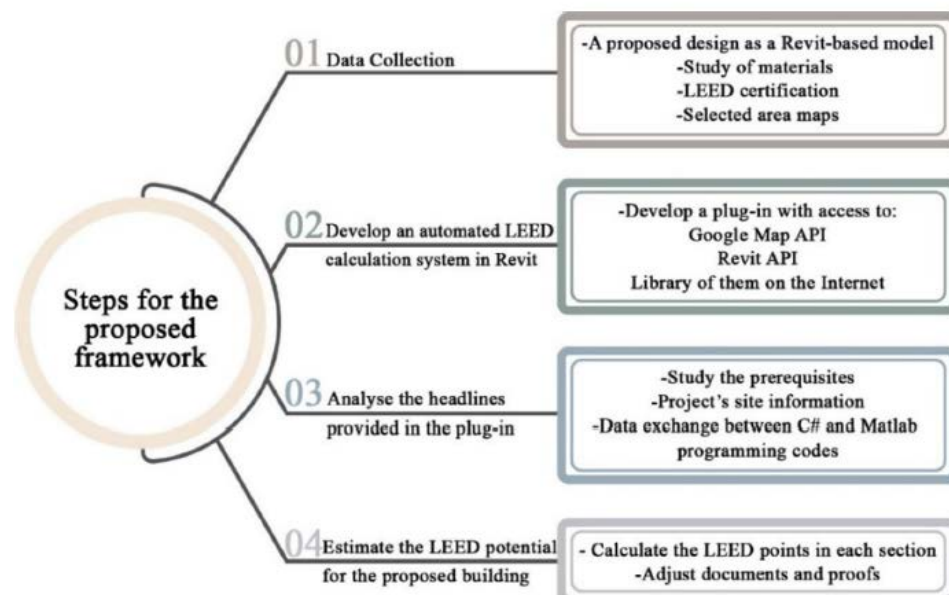 Steps for the
proposed
framework
01 Data Collection
-A proposed design as a Revit-based model
-Study of materials
-LEED certification
-Selected area maps
02 Develop an automated LEED
calculation system in Revit
-Develop a plug-in with access to:
Google Map API
Revit API
Library of them on the Internet
03 Analyse the headlines
provided in the plug-in
-Study the prerequisites
-Project's site information
-Data exchange between C# and Matlab
programming codes
04 Estimate the LEED potential
for the proposed building
- Calculate the LEED points in each section
-Adjust documents and proofs